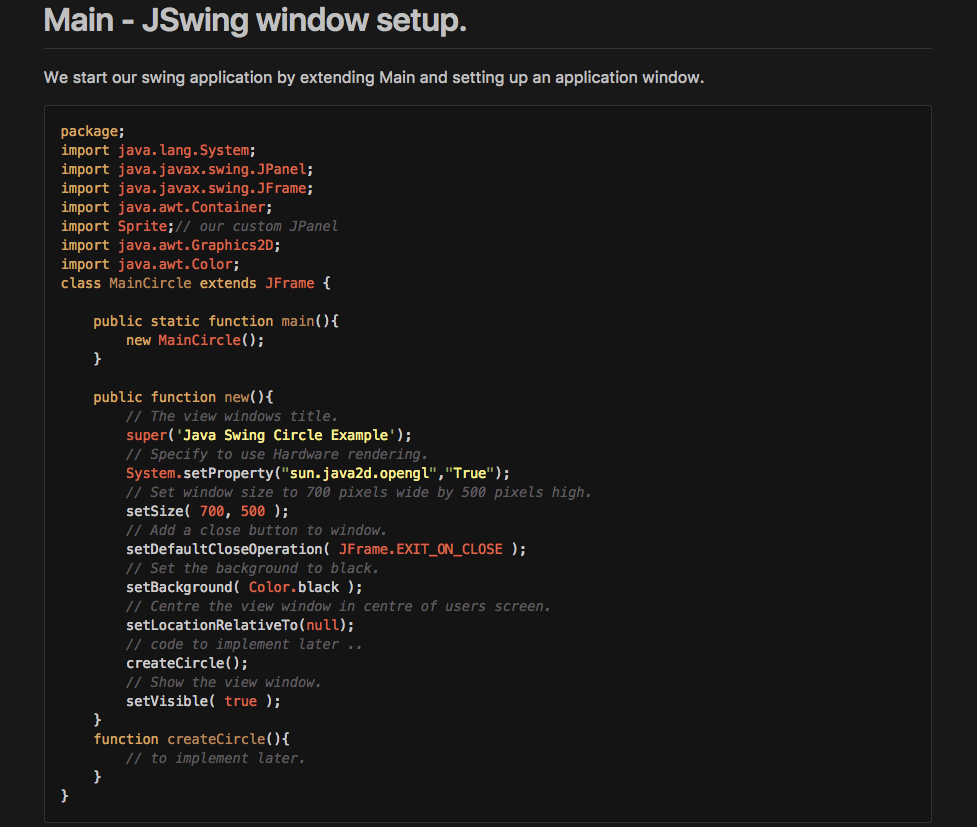 Main - JSwing window setup.
We start our swing application by extending Main and setting up an application window.
package;
import java.lang.System;
import java.javax.swing.JPanel;
import java.javax.swing.JFrame;
import java.awt.Container;
import Sprite;// our custom JPanel
import java.awt.Graphics2D;
import java.awt.Color;
class MainCircle extends JFrame {
    public static function main(){
        new MainCircle();
    }
    public function new(){
        // The view windows title.
        super('Java Swing Circle Example');
        // Specify to use Hardware rendering.
        System.setProperty("sun.java2d.opengl","True");
        // Set window size to 700 pixels wide by 500 pixels high.
        setSize( 700, 500 );
        // Add a close button to window.
        setDefaultCloseOperation( JFrame.EXIT_ON_CLOSE );
        // Set the background to black.
        setBackground( Color.black );
        // Centre the view window in centre of users screen.
        setLocationRelativeTo(null);
        // code to implement later ..
        createCircle();
        // Show the view window.
        setVisible( true );
    }
    function createCircle(){
        // to implement later.
    }
}